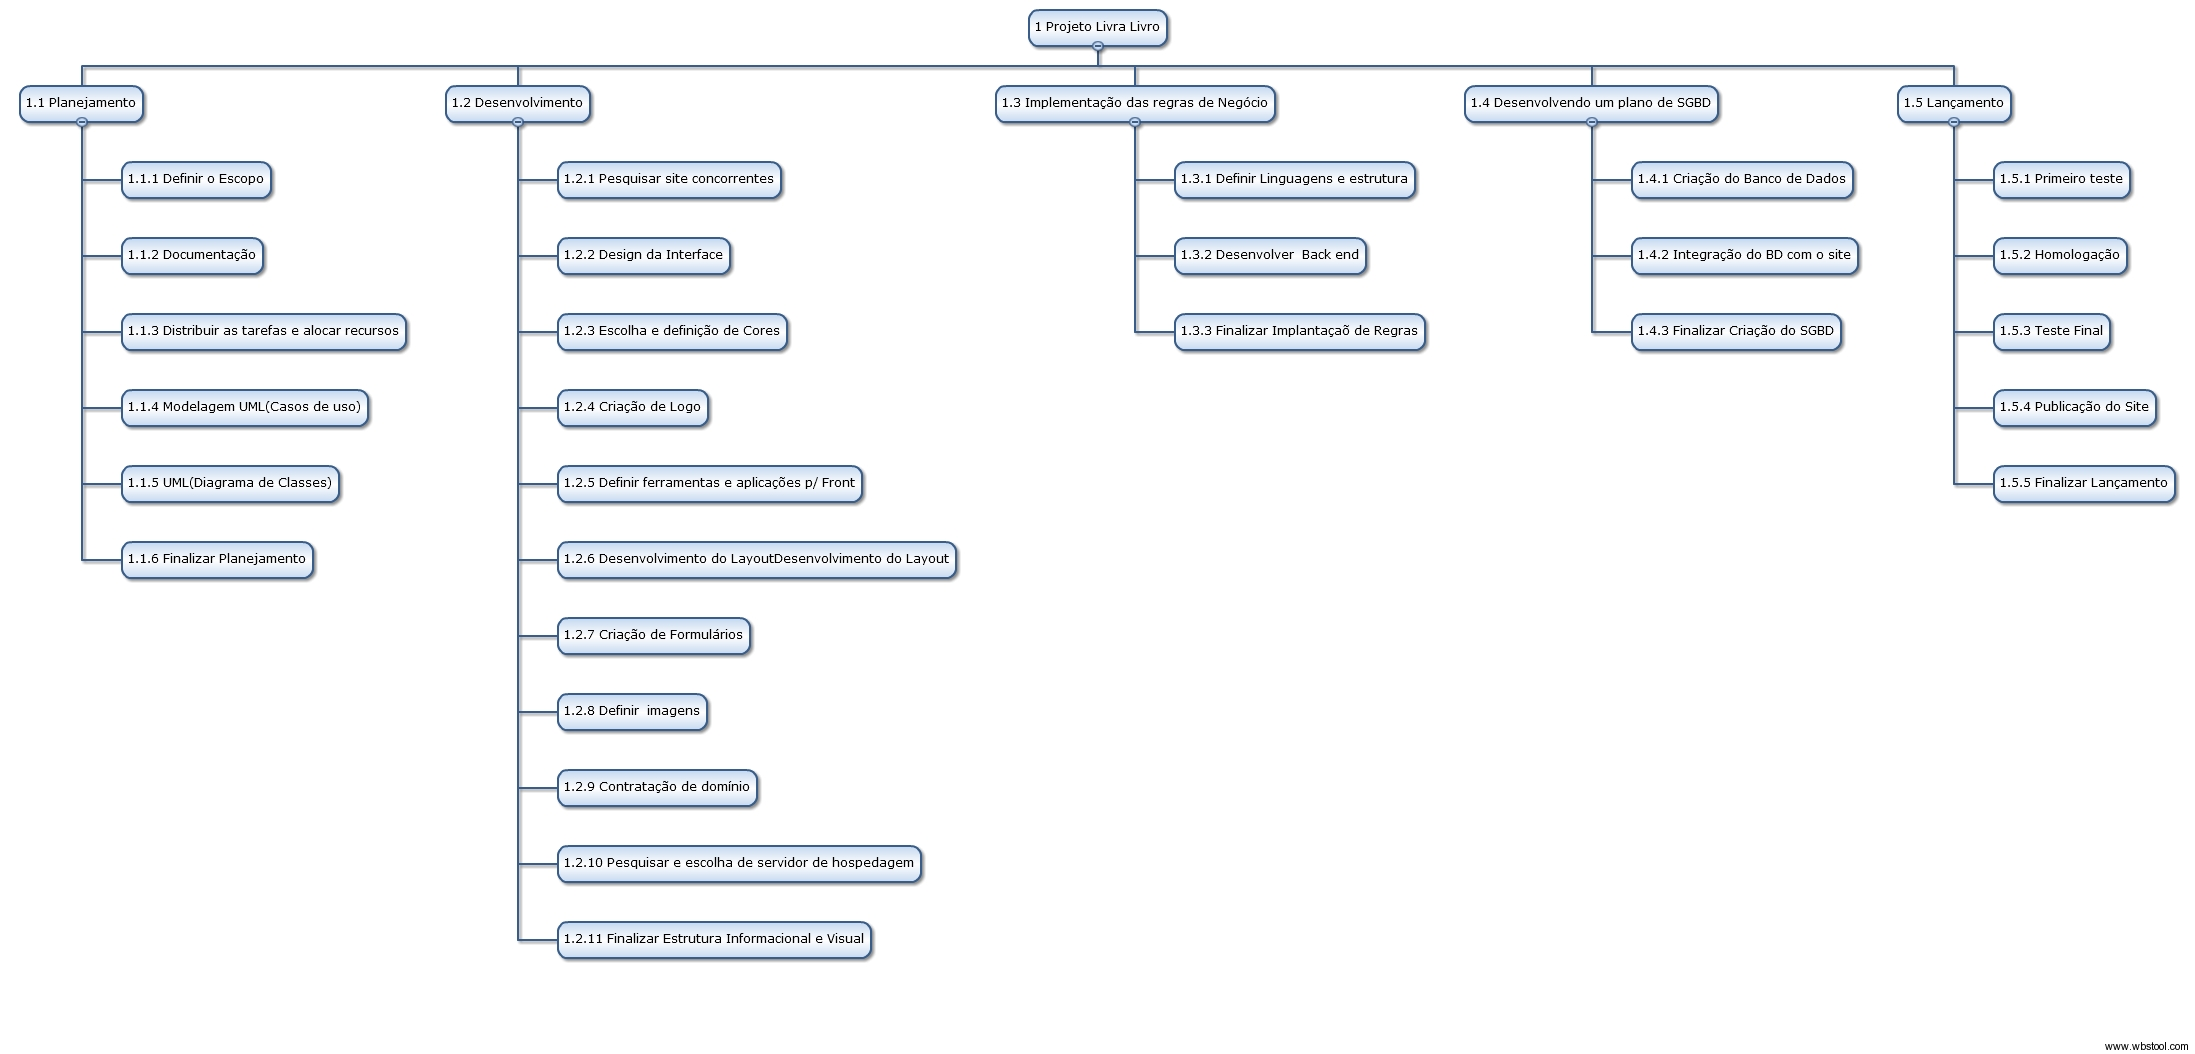 1 Projeto Livra Livro
1.1 Planejamento
1.1.1 Definir o Escopo
1.1.2 Documentação
1.1.3 Distribuir as tarefas e alocar recursos
1.1.4 Modelagem UML(Casos de uso)
1.1.5 UML(Diagrama de Classes)
1.1.6 Finalizar Planejamento
1.2 Desenvolvimento
1.2.1 Pesquisar site concorrentes
1.2.2 Design da Interface
1.2.3 Escolha e definição de Cores
1.2.4 Criação de Logo
1.2.5 Definir ferramentas e aplicações p/ Front
1.2.6 Desenvolvimento do LayoutDesenvolvimento do Layout
1.2.7 Criação de Formulários
1.2.8 Definir  imagens
1.2.9 Contratação de domínio
1.2.10 Pesquisar e escolha de servidor de hospedagem
1.2.11 Finalizar Estrutura Informacional e Visual
1.3 Implementação das regras de Negócio
1.3.1 Definir Linguagens e estrutura
1.3.2 Desenvolver  Back end
1.3.3 Finalizar Implantaçaõ de Regras
1.4 Desenvolvendo um plano de SGBD
1.4.1 Criação do Banco de Dados
1.4.2 Integração do BD com o site
1.4.3 Finalizar Criação do SGBD
1.5 Lançamento
1.5.1 Primeiro teste
1.5.2 Homologação
1.5.3 Teste Final
1.5.4 Publicação do Site
1.5.5 Finalizar Lançamento
www.wbstool.com